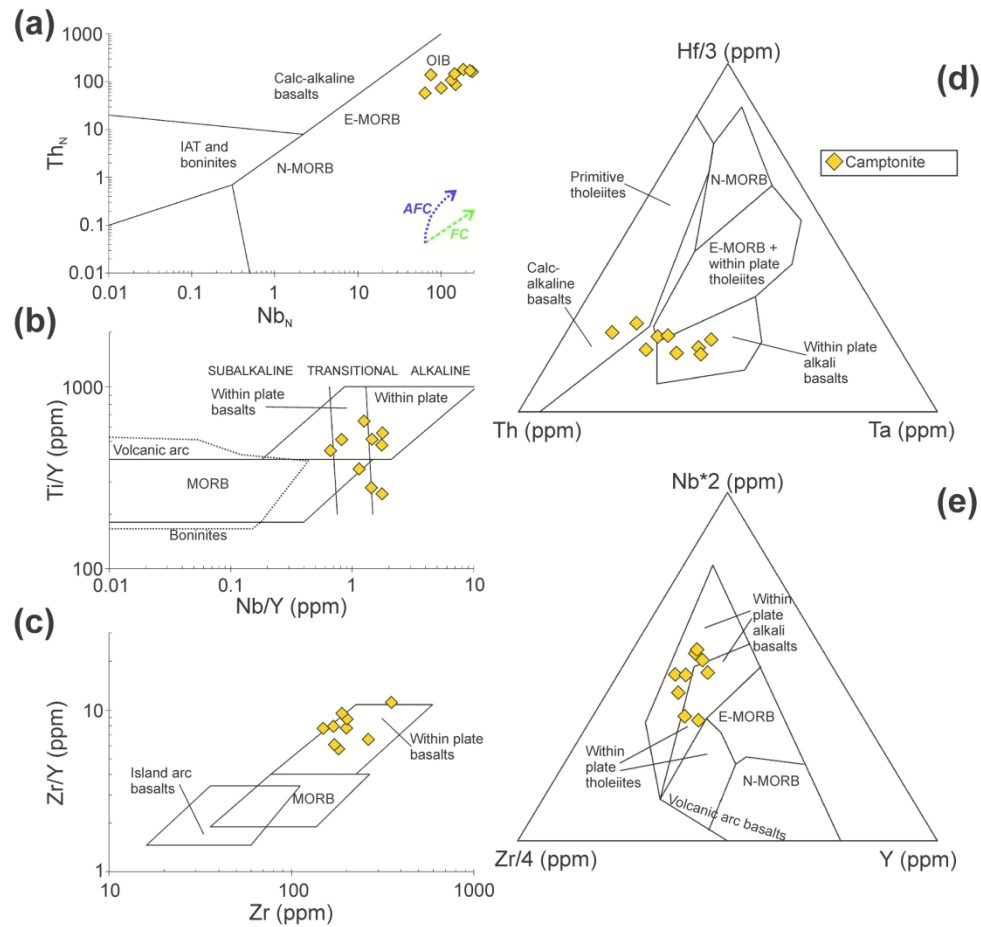 (a)
1000
100
10
1
0.1
0.01
Th_N
Calc-alkaline
basalts
OIB
E-MORB
IAT and
boninites
N-MORB
AFC
FC
0.01
0.1
1
10
100
Nb_N
(b)
1000
100
Ti/Y (ppm)
SUBALKALINE TRANSITIONAL ALKALINE
Within plate
basalts
Within plate
Volcanic arc
MORB
Boninites
0.01
0.1
1
10
Nb/Y (ppm)
(c)
10
1
Zr/Y (ppm)
Within plate
basalts
Island arc
basalts
MORB
10
100
1000
Zr (ppm)
(d)
Hf/3 (ppm)
Camptonite
Primitive
tholeiites
N-MORB
E-MORB +
within plate
tholeiites
Calc-
alkaline
basalts
Within plate
alkali
basalts
Th (ppm)
Ta (ppm)
(e)
Nb*2 (ppm)
Within
plate
alkali
basalts
E-MORB
Within
plate
tholeiites
N-MORB
Volcanic arc basalts
Zr/4 (ppm)
Y (ppm)